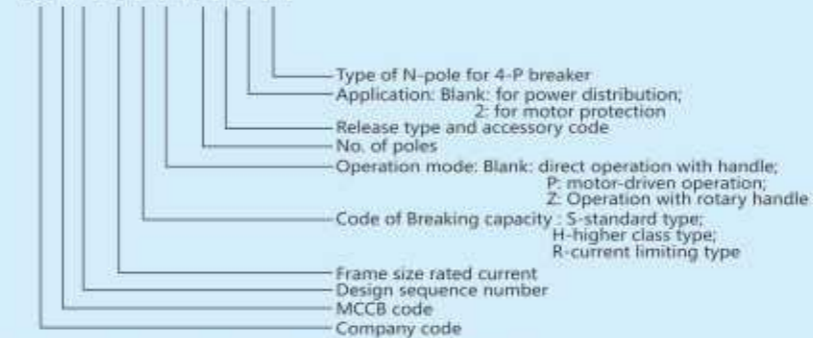 Type of N-pole for 4-P breaker
Application: Blank: for power distribution;
2: for motor protection
Release type and accessory code
No. of poles
Operation mode: Blank: direct operation with handle;
P: motor-driven operation;
Z: Operation with rotary handle
Code of Breaking capacity : S-standard type;
H-higher class type;
R-current limiting type
Frame size rated current
Design sequence number
MCCB code
Company code